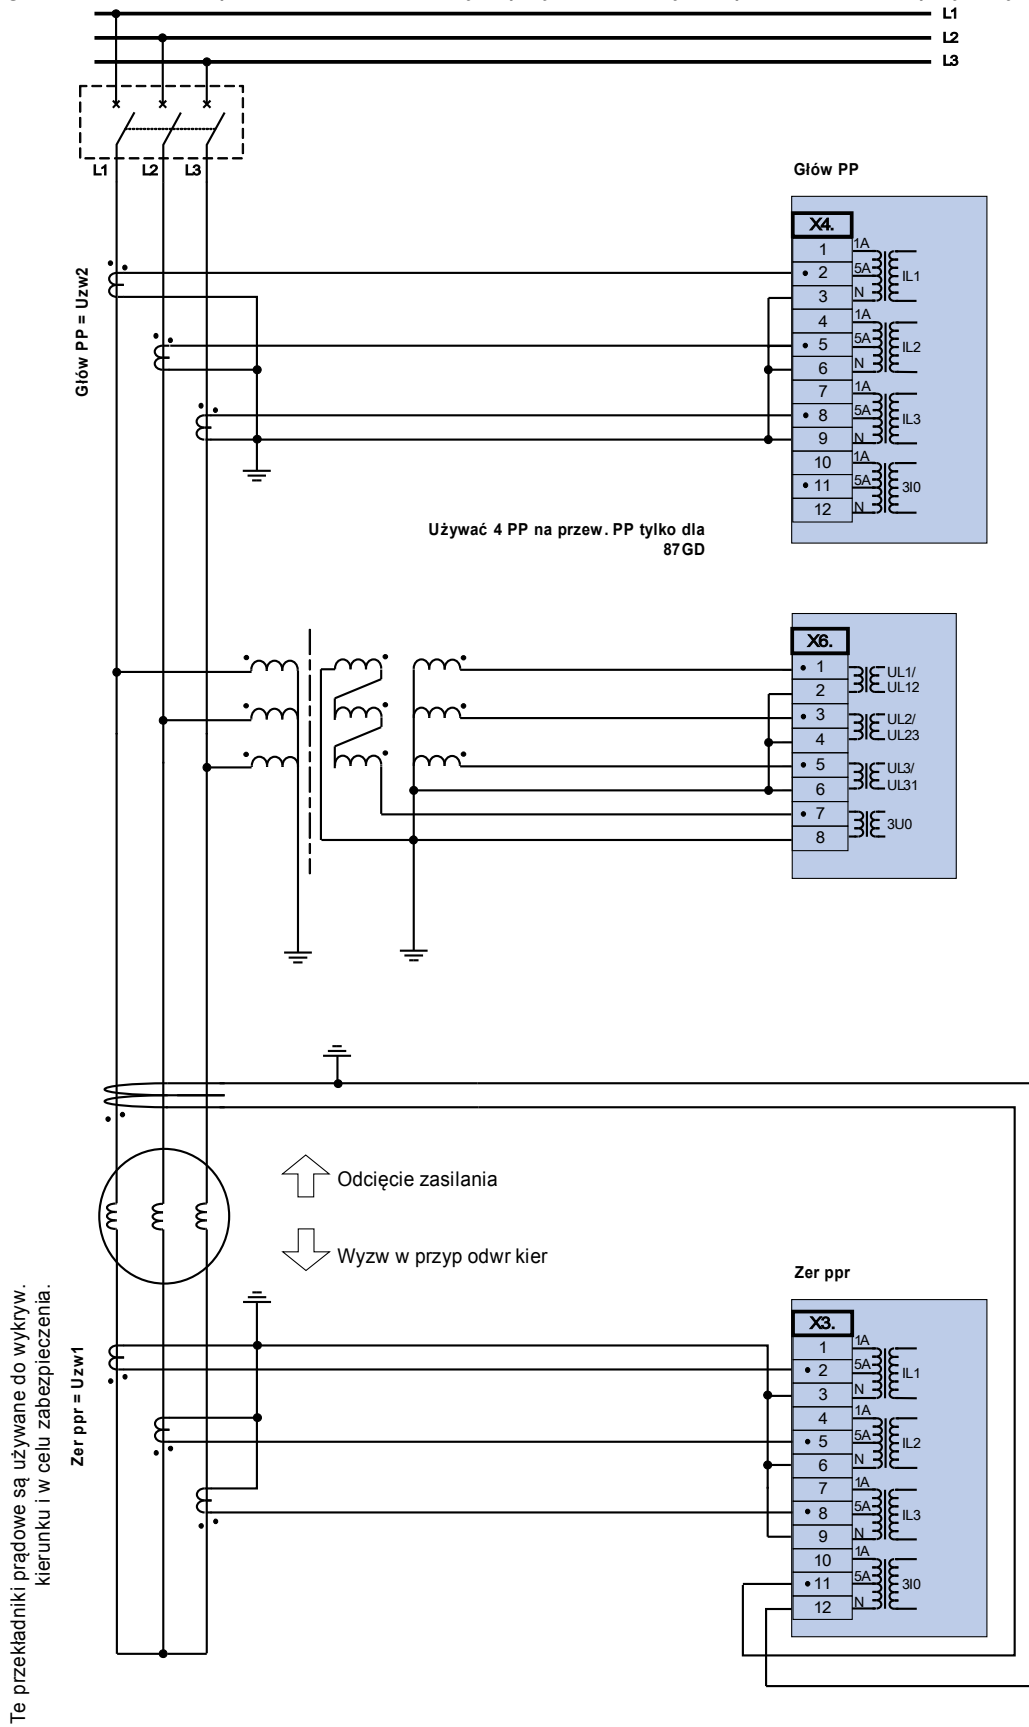 L1
L2
L3
L1
L2
L3
Głów PP
X4.
1
1A
2
5A
IL1
3
N
4
1A
5
5A
IL2
6
N
7
1A
8
5A
IL3
9
N
10
1A
11
5A
3I0
12
N
Głów PP = Uzw2
Używać 4 PP na przew. PP tylko dla
87GD
X6.
1
UL1/
2
UL12
3
UL2/
4
UL23
5
UL3/
6
UL31
7
3U0
8
Odcięcie zasilania
Wyzw w przyp odwr kier
Zer ppr
X3.
1
1A
2
5A
IL1
3
N
4
1A
5
5A
IL2
6
N
7
1A
8
5A
IL3
9
N
10
1A
11
5A
3I0
12
N
Zer ppr = Uzw1
Te przekładniki prądowe są używane do wykryw.
kierunku i w celu zabezpieczenia.